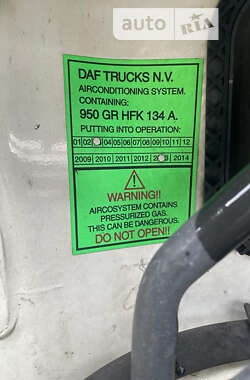 auto RIA
DAF TRUCKS N.V.
AIRCONDITIONING SYSTEM.
CONTAINING:
950 GR HFK 134 A.
PUTTING INTO OPERATION:
01 02 04 05 06 07 08 09 10 11 12
2009 2010 2011 2012 2014
WARNING!!
AIRCOSYSTEM CONTAINS
PRESSURIZED GAS.
THIS CAN BE DANGEROUS.
DO NOT OPEN!!